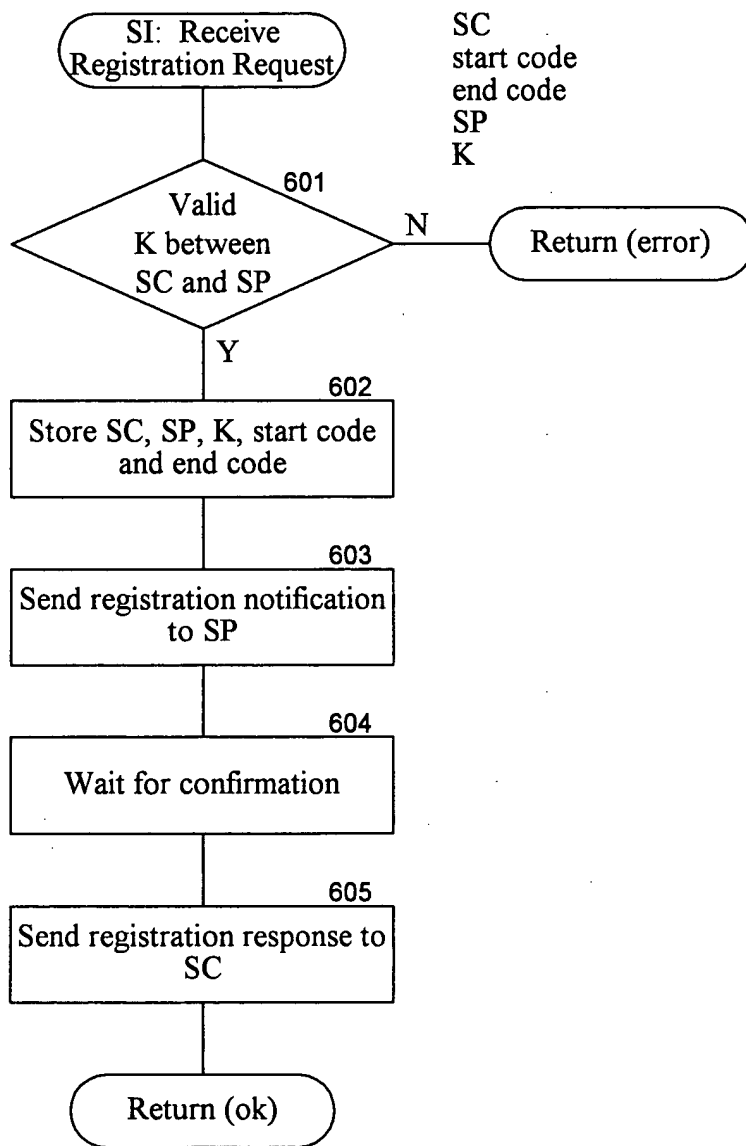 SI: Receive
Registration Request
SC
start code
end code
SP
K
601
Valid
K between
SC and SP
N
Return (error)
Y
602
Store SC, SP, K, start code
and end code
603
Send registration notification
to SP
604
Wait for confirmation
605
Send registration response to
SC
Return (ok)